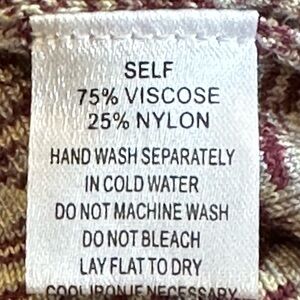 SELF
75% VISCOSE
25% NYLON
HAND WASH SEPARATELY
IN COLD WATER
DO NOT MACHINE WASH
DO NOT BLEACH
LAY FLAT TO DRY
COOL IRON IF NECESSARY